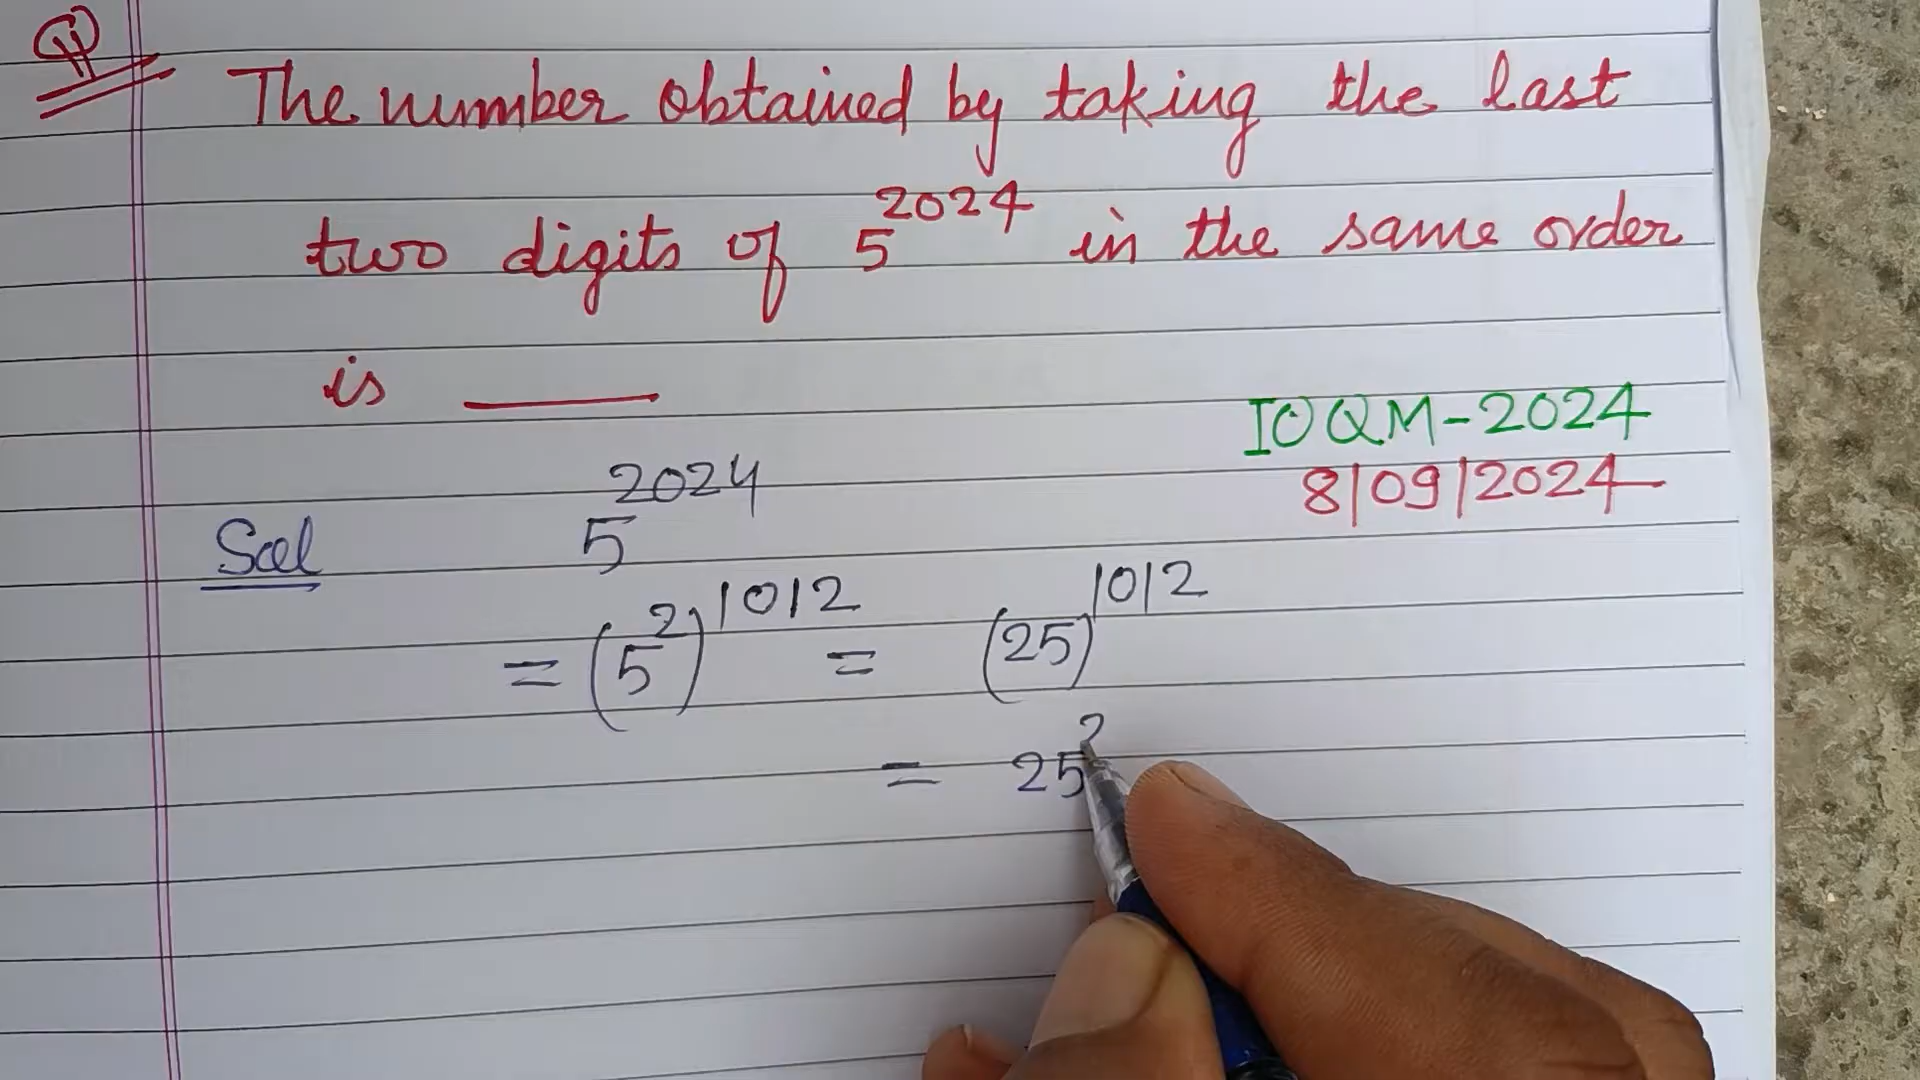 Q1
The number obtained by taking the last
two digits of 5^2024 in the same order
is ____
IOQM-2024
8|09|2024
Sol 5^2024
= (5^2)^1012 = (25)^1012
= 25^2